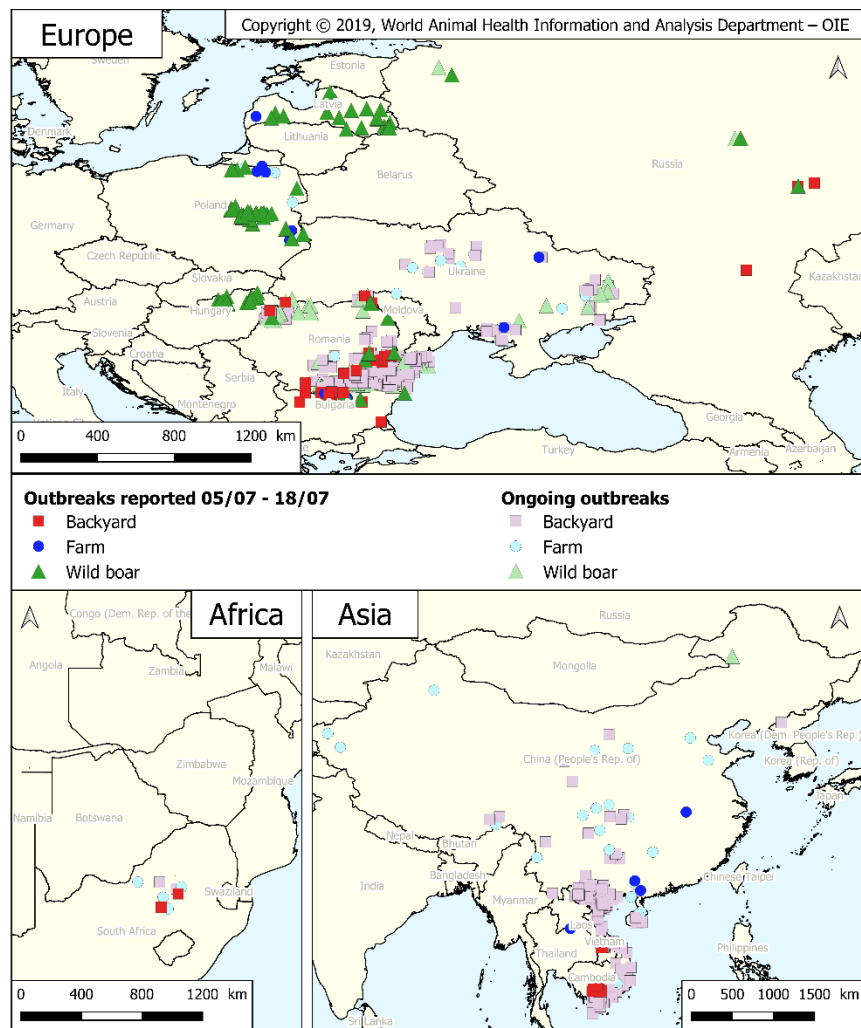 Europe
Copyright © 2019, World Animal Health Information and Analysis Department – OIE
Sweden
Estonia
Latvia
Denmark
Lithuania
Russia
Belarus
Poland
Germany
Czech Republic
Ukraine
Kazakhstan
Slovakia
Austria
Hungary
Moldova
Slovenia
Romania
Croatia
Serbia
Italy
Montenegro
Bulgaria
Georgia
Armenia
Azerbaijan
Turkey
0 400 800 1200 km
Outbreaks reported 05/07 - 18/07
Backyard
Farm
Wild boar
Ongoing outbreaks
Backyard
Farm
Wild boar
Africa
Congo (Dem. Rep. of the
Angola
Zambia
Malawi
Zimbabwe
Mozambique
Namibia
Botswana
Swaziland
South Africa
0 400 800 1200 km
Asia
Russia
Kazakhstan
Mongolia
Korea (Dem. People's Rep.)
China (People's Rep. of)
Korea (Rep. of)
Japan
Nepal
Bhutan
Bangladesh
Chinese Taipei
India
Myanmar
Laos
Vietnam
Thailand
Philippines
Cambodia
Sri Lanka
0 500 1000 1500 km